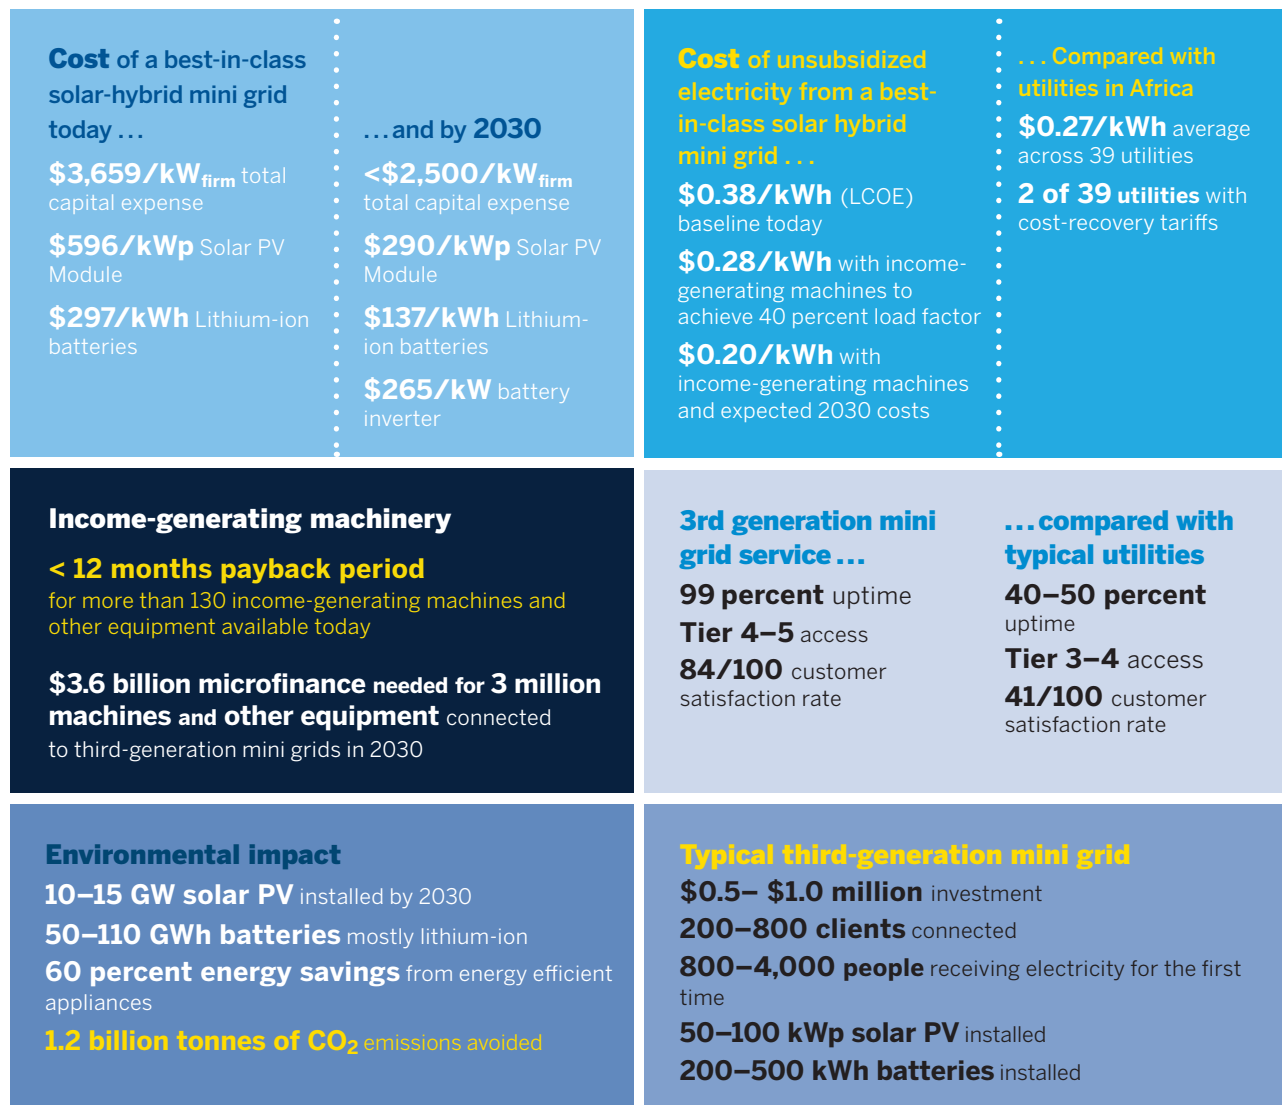 Cost of a best-in-class
solar-hybrid mini grid
today ...
$3,659/kWfirm total
capital expense
$596/kWp Solar PV
Module
$297/kWh Lithium-ion
batteries
...and by 2030
<$2,500/kWfirm
total capital expense
$290/kWp Solar PV
Module
$137/kWh Lithium-
ion batteries
$265/kW battery
inverter
Cost of unsubsidized
electricity from a best-
in-class solar hybrid
mini grid ...
$0.38/kWh (LCOE)
baseline today
$0.28/kWh with income-
generating machines to
achieve 40 percent load factor
$0.20/kWh with
income-generating machines
and expected 2030 costs
... Compared with
utilities in Africa
$0.27/kWh average
across 39 utilities
2 of 39 utilities with
cost-recovery tariffs
Income-generating machinery
< 12 months payback period
for more than 130 income-generating machines and
other equipment available today
$3.6 billion microfinance needed for 3 million
machines and other equipment connected
to third-generation mini grids in 2030
3rd generation mini
grid service ...
99 percent uptime
Tier 4–5 access
84/100 customer
satisfaction rate
...compared with
typical utilities
40–50 percent
uptime
Tier 3–4 access
41/100 customer
satisfaction rate
Environmental impact
10–15 GW solar PV installed by 2030
50–110 GWh batteries mostly lithium-ion
60 percent energy savings from energy efficient
appliances
1.2 billion tonnes of CO2 emissions avoided
Typical third-generation mini grid
$0.5– $1.0 million investment
200–800 clients connected
800–4,000 people receiving electricity for the first
time
50–100 kWp solar PV installed
200–500 kWh batteries installed